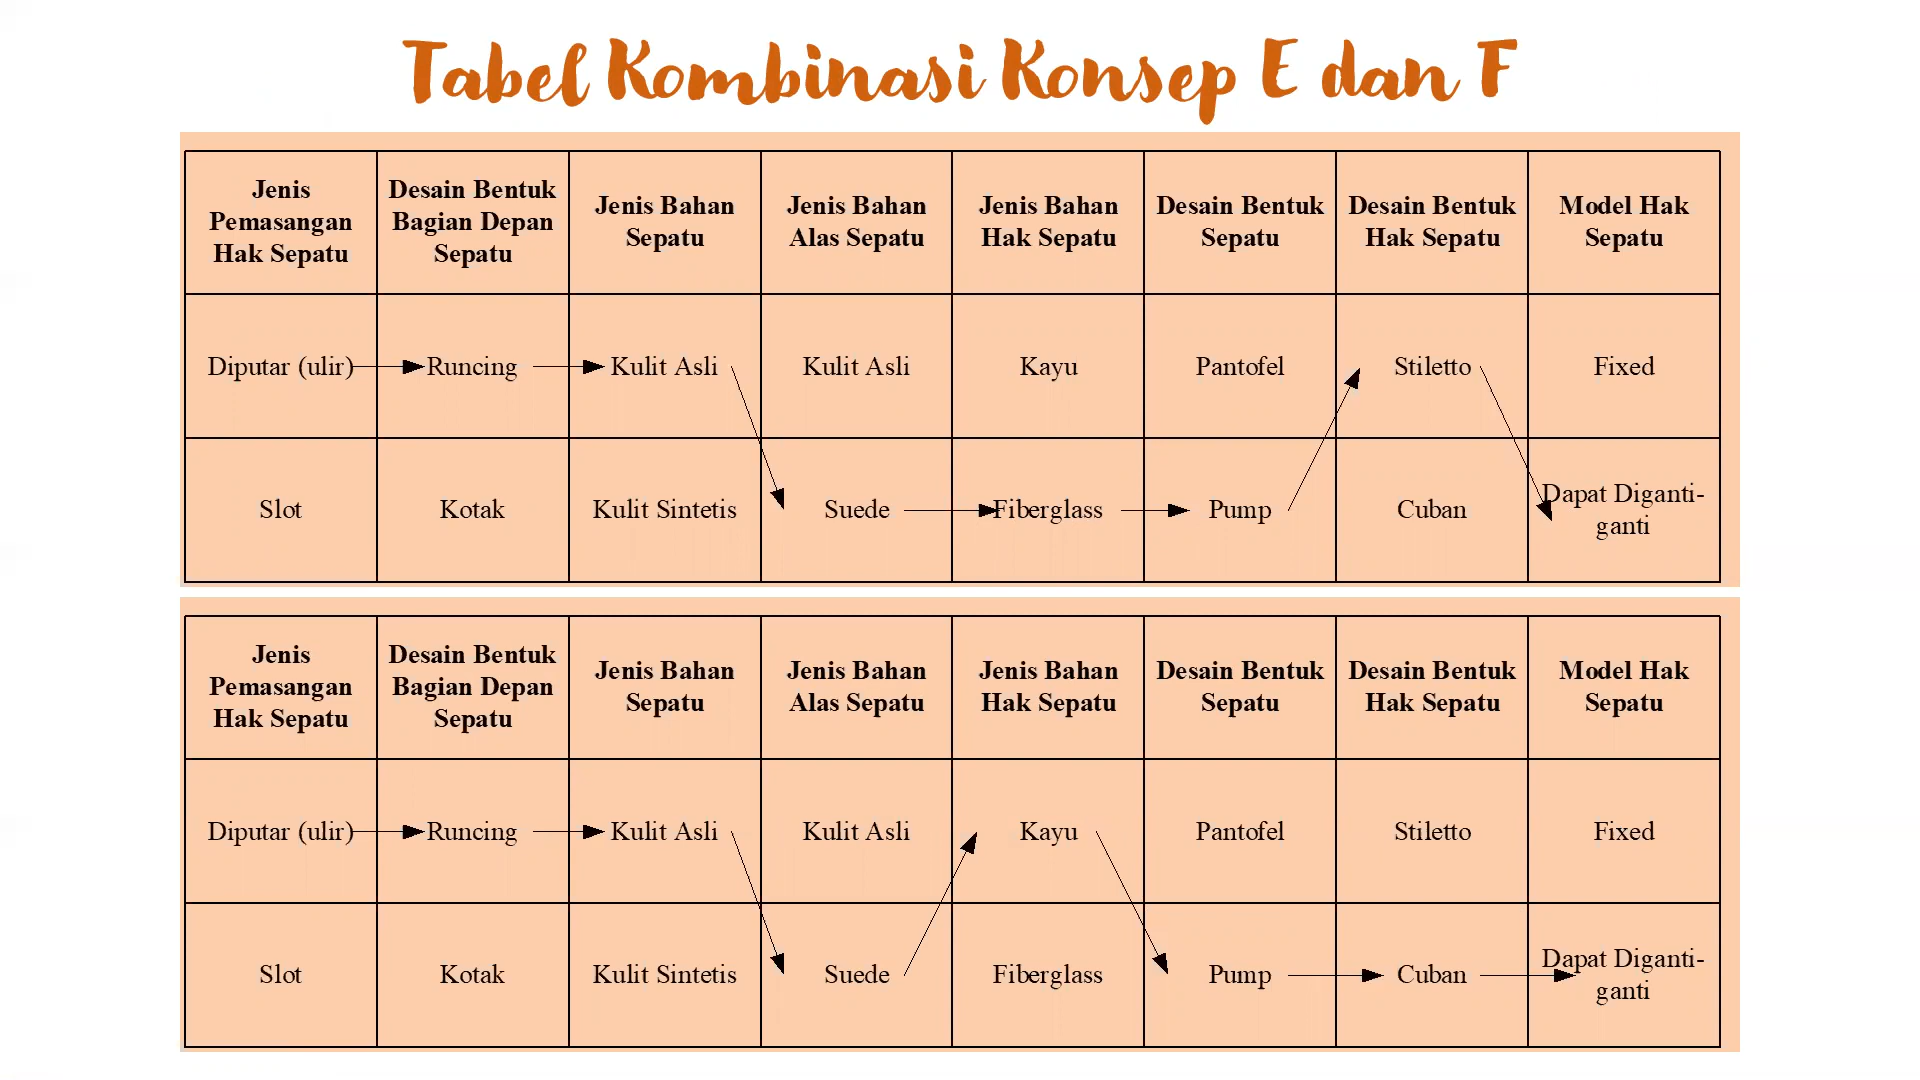 Tabel Kombinasi Konsep E dan F
Jenis
Pemasangan
Hak Sepatu
Desain Bentuk
Bagian Depan
Sepatu
Jenis Bahan
Sepatu
Jenis Bahan
Alas Sepatu
Jenis Bahan
Hak Sepatu
Desain Bentuk
Sepatu
Desain Bentuk
Hak Sepatu
Model Hak
Sepatu
Diputar (ulir)
Runcing
Kulit Asli
Kulit Asli
Kayu
Pantofel
Stiletto
Fixed
Slot
Kotak
Kulit Sintetis
Suede
Fiberglass
Pump
Cuban
Dapat Diganti-
ganti
Jenis
Pemasangan
Hak Sepatu
Desain Bentuk
Bagian Depan
Sepatu
Jenis Bahan
Sepatu
Jenis Bahan
Alas Sepatu
Jenis Bahan
Hak Sepatu
Desain Bentuk
Sepatu
Desain Bentuk
Hak Sepatu
Model Hak
Sepatu
Diputar (ulir)
Runcing
Kulit Asli
Kulit Asli
Kayu
Pantofel
Stiletto
Fixed
Slot
Kotak
Kulit Sintetis
Suede
Fiberglass
Pump
Cuban
Dapat Diganti-
ganti